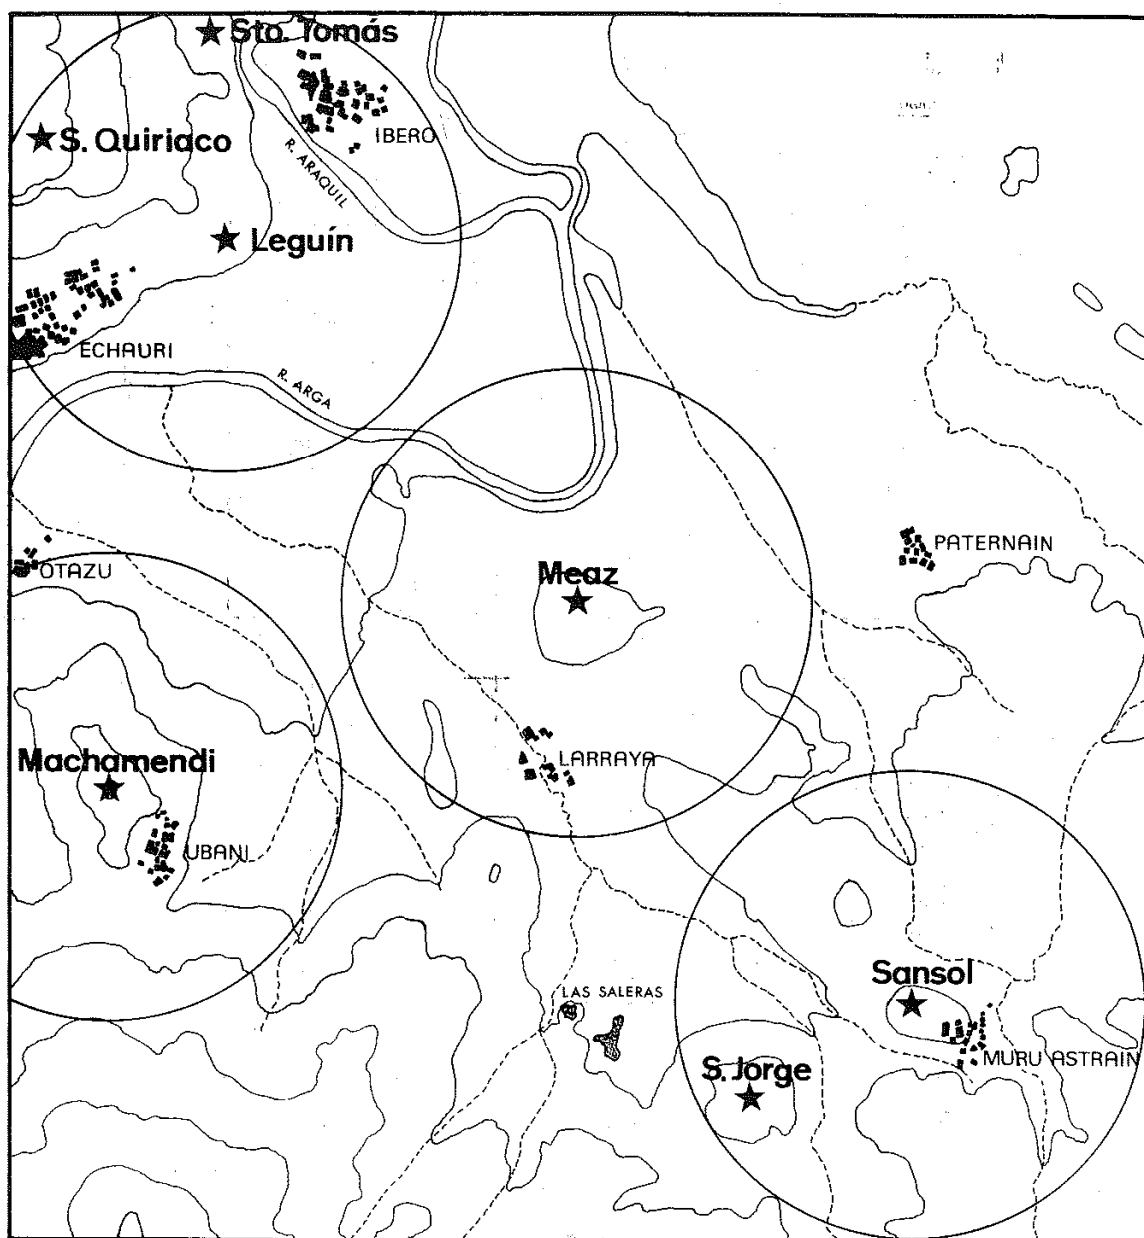 Sto. Tomás
S. Quiriaco
IBERO
R. ARAQUIL
Leguín
ECHAURI
R. ARGA
OTAZU
Meaz
PATERNAIN
Machamendi
LARRAYA
UBANI
Sansol
LAS SALERAS
S. Jorge
MURU ASTRAIN